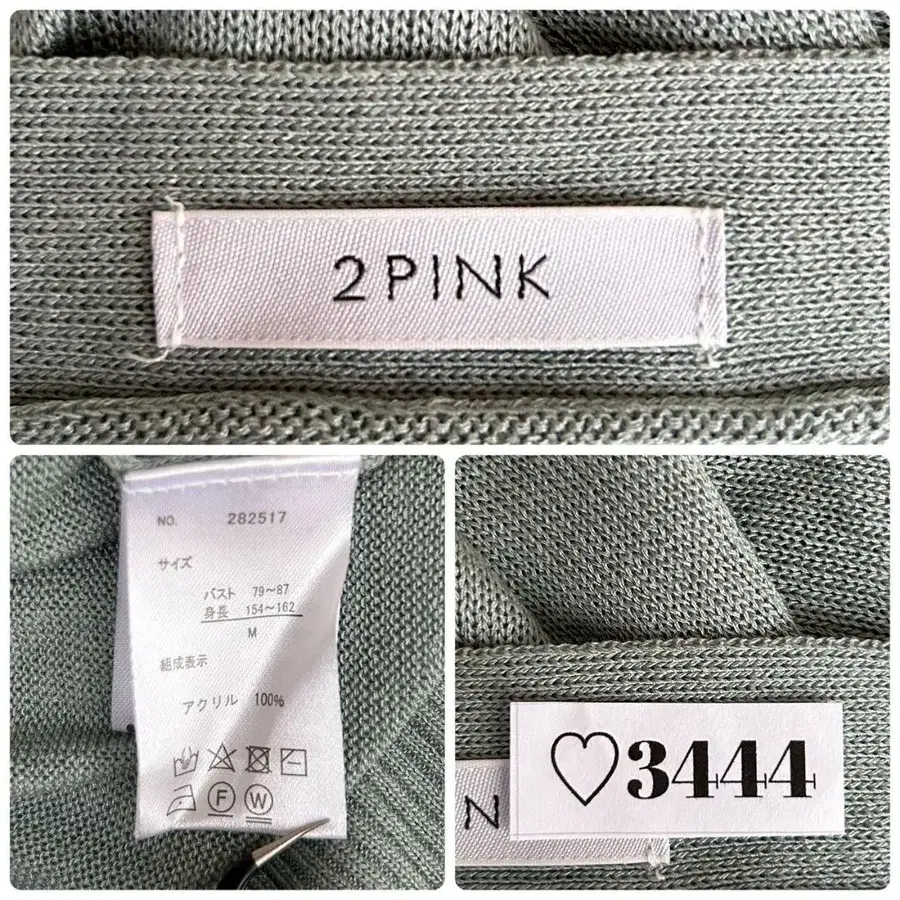 2PINK
NO. 282517
サイズ
バスト 79～87
身長 154～162
M
組成表示
アクリル 100%
F W
♡3444
N